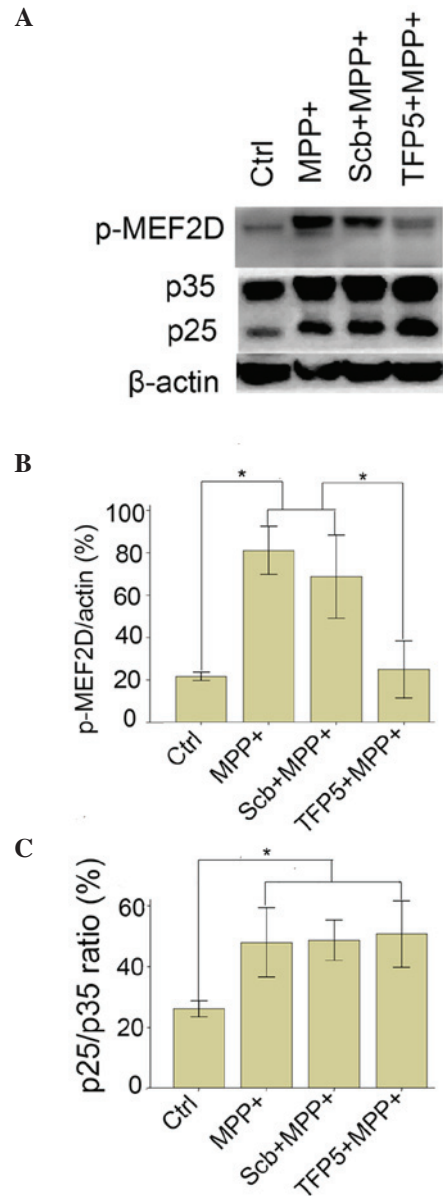 A
Ctrl
MPP+
Scb+MPP+
TFP5+MPP+
p-MEF2D
p35
p25
β-actin
B
p-MEF2D/actin (%)
100
80
60
40
20
0
*
*
Ctrl
MPP+
Scb+MPP+
TFP5+MPP+
C
p25/p35 ratio (%)
60
40
20
0
*
Ctrl
MPP+
Scb+MPP+
TFP5+MPP+